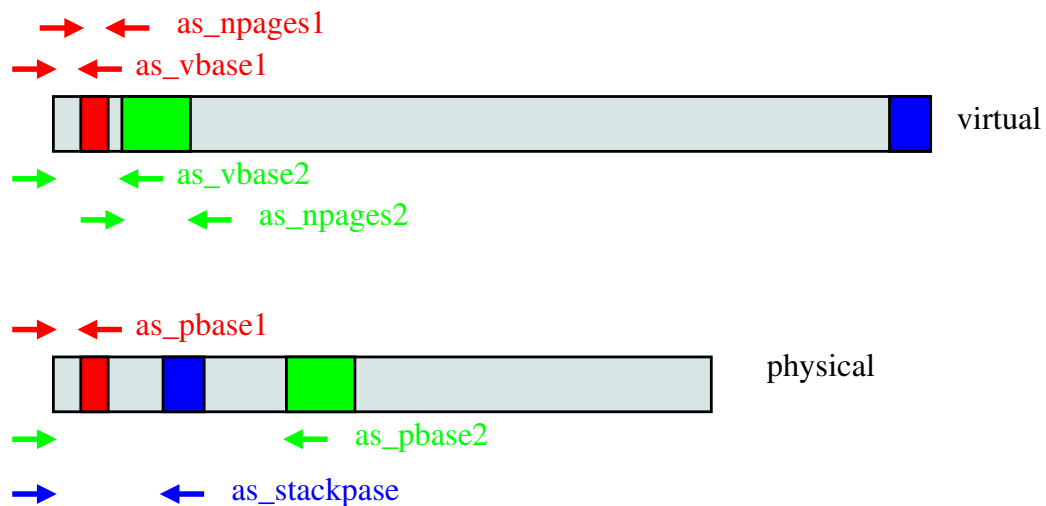 as_npages1
as_vbase1
virtual
as_vbase2
as_npages2
as_pbase1
physical
as_pbase2
as_stackpase